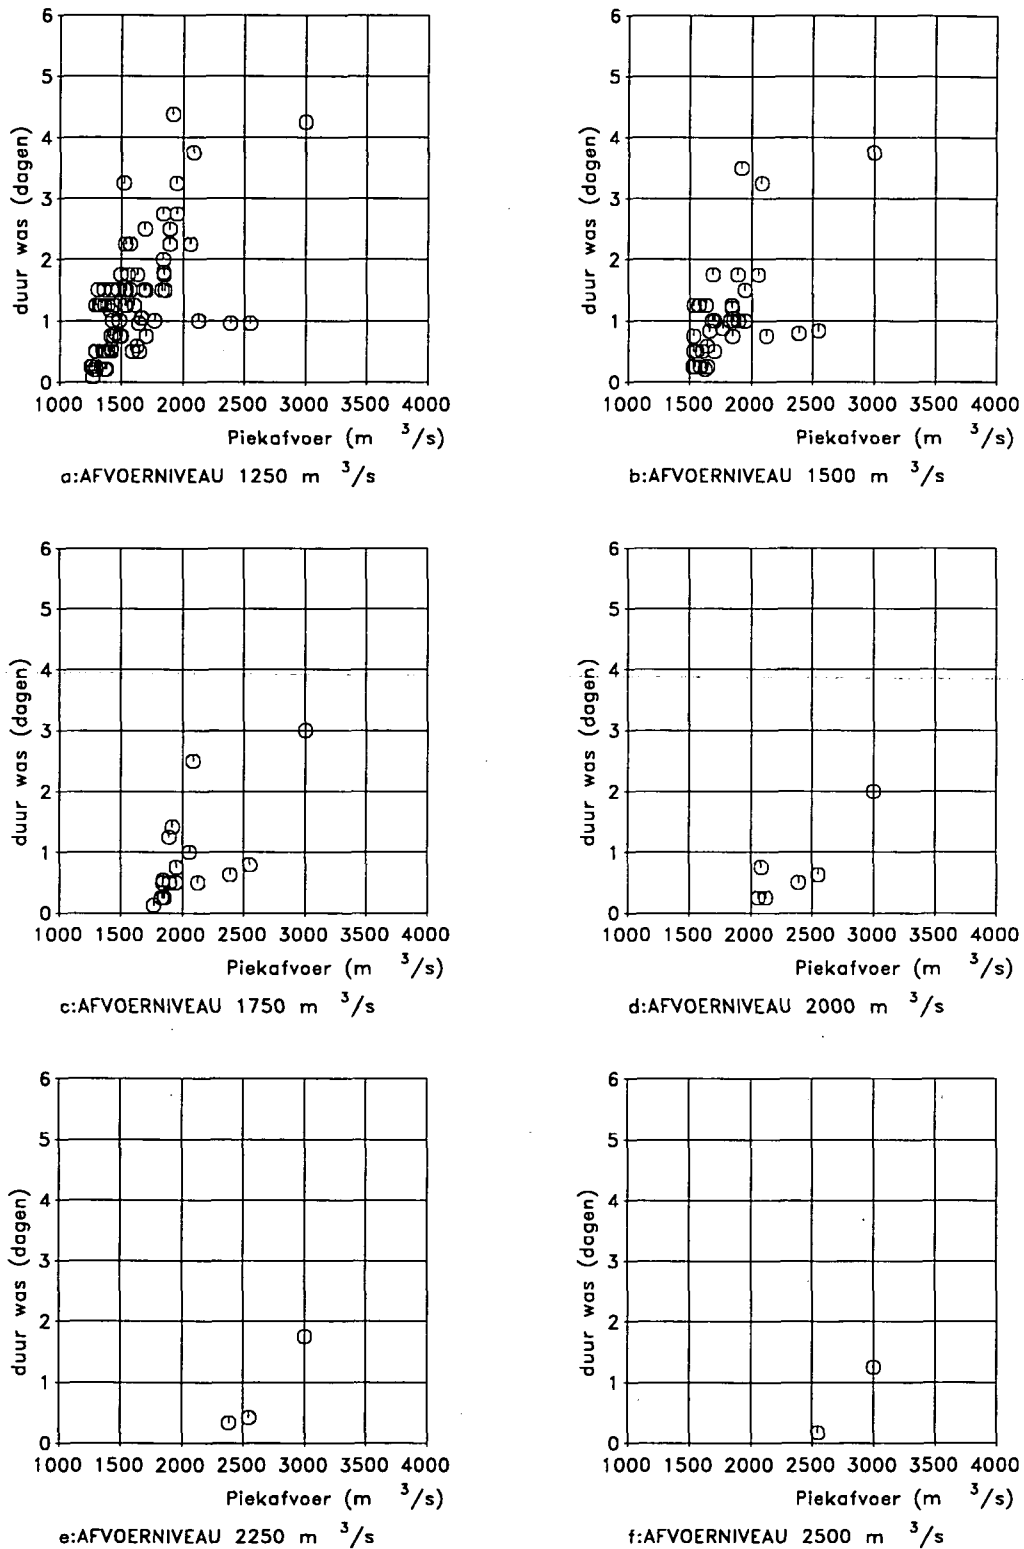 6
5
4
3
2
1
0
duur was (dagen)
1000 1500 2000 2500 3000 3500 4000
Piekafvoer (m 3/s)
a:AFVOERNIVEAU 1250 m 3/s
6
5
4
3
2
1
0
duur was (dagen)
1000 1500 2000 2500 3000 3500 4000
Piekafvoer (m 3/s)
b:AFVOERNIVEAU 1500 m 3/s
6
5
4
3
2
1
0
duur was (dagen)
1000 1500 2000 2500 3000 3500 4000
Piekafvoer (m 3/s)
c:AFVOERNIVEAU 1750 m 3/s
6
5
4
3
2
1
0
duur was (dagen)
1000 1500 2000 2500 3000 3500 4000
Piekafvoer (m 3/s)
d:AFVOERNIVEAU 2000 m 3/s
6
5
4
3
2
1
0
duur was (dagen)
1000 1500 2000 2500 3000 3500 4000
Piekafvoer (m 3/s)
e:AFVOERNIVEAU 2250 m 3/s
6
5
4
3
2
1
0
duur was (dagen)
1000 1500 2000 2500 3000 3500 4000
Piekafvoer (m 3/s)
f:AFVOERNIVEAU 2500 m 3/s